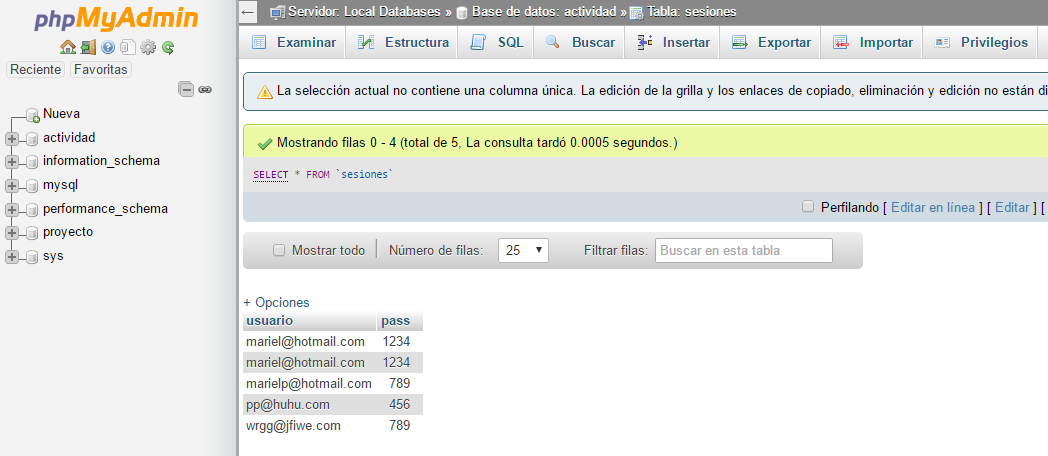 phpMyAdmin
Reciente Favoritas
Nueva
actividad
information_schema
mysql
performance_schema
proyecto
sys
Servidor: Local Databases » Base de datos: actividad » Tabla: sesiones
Examinar Estructura SQL Buscar Insertar Exportar Importar Privilegios
La selección actual no contiene una columna única. La edición de la grilla y los enlaces de copiado, eliminación y edición no están di
Mostrando filas 0 - 4 (total de 5, La consulta tardó 0.0005 segundos.)
SELECT * FROM `sesiones`
Perfilando [ Editar en línea ] [ Editar ] [
Mostrar todo Número de filas: 25 Filtrar filas: Buscar en esta tabla
+ Opciones
usuario pass
mariel@hotmail.com 1234
mariel@hotmail.com 1234
marielp@hotmail.com 789
pp@huhu.com 456
wrgg@jfiwe.com 789